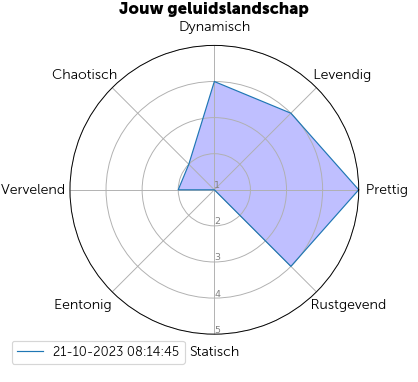 Jouw geluidslandschap
Dynamisch
Chaotisch
Levendig
Vervelend
1
Prettig
2
3
4
Eentonig
Rustgevend
5
21-10-2023 08:14:45
Statisch